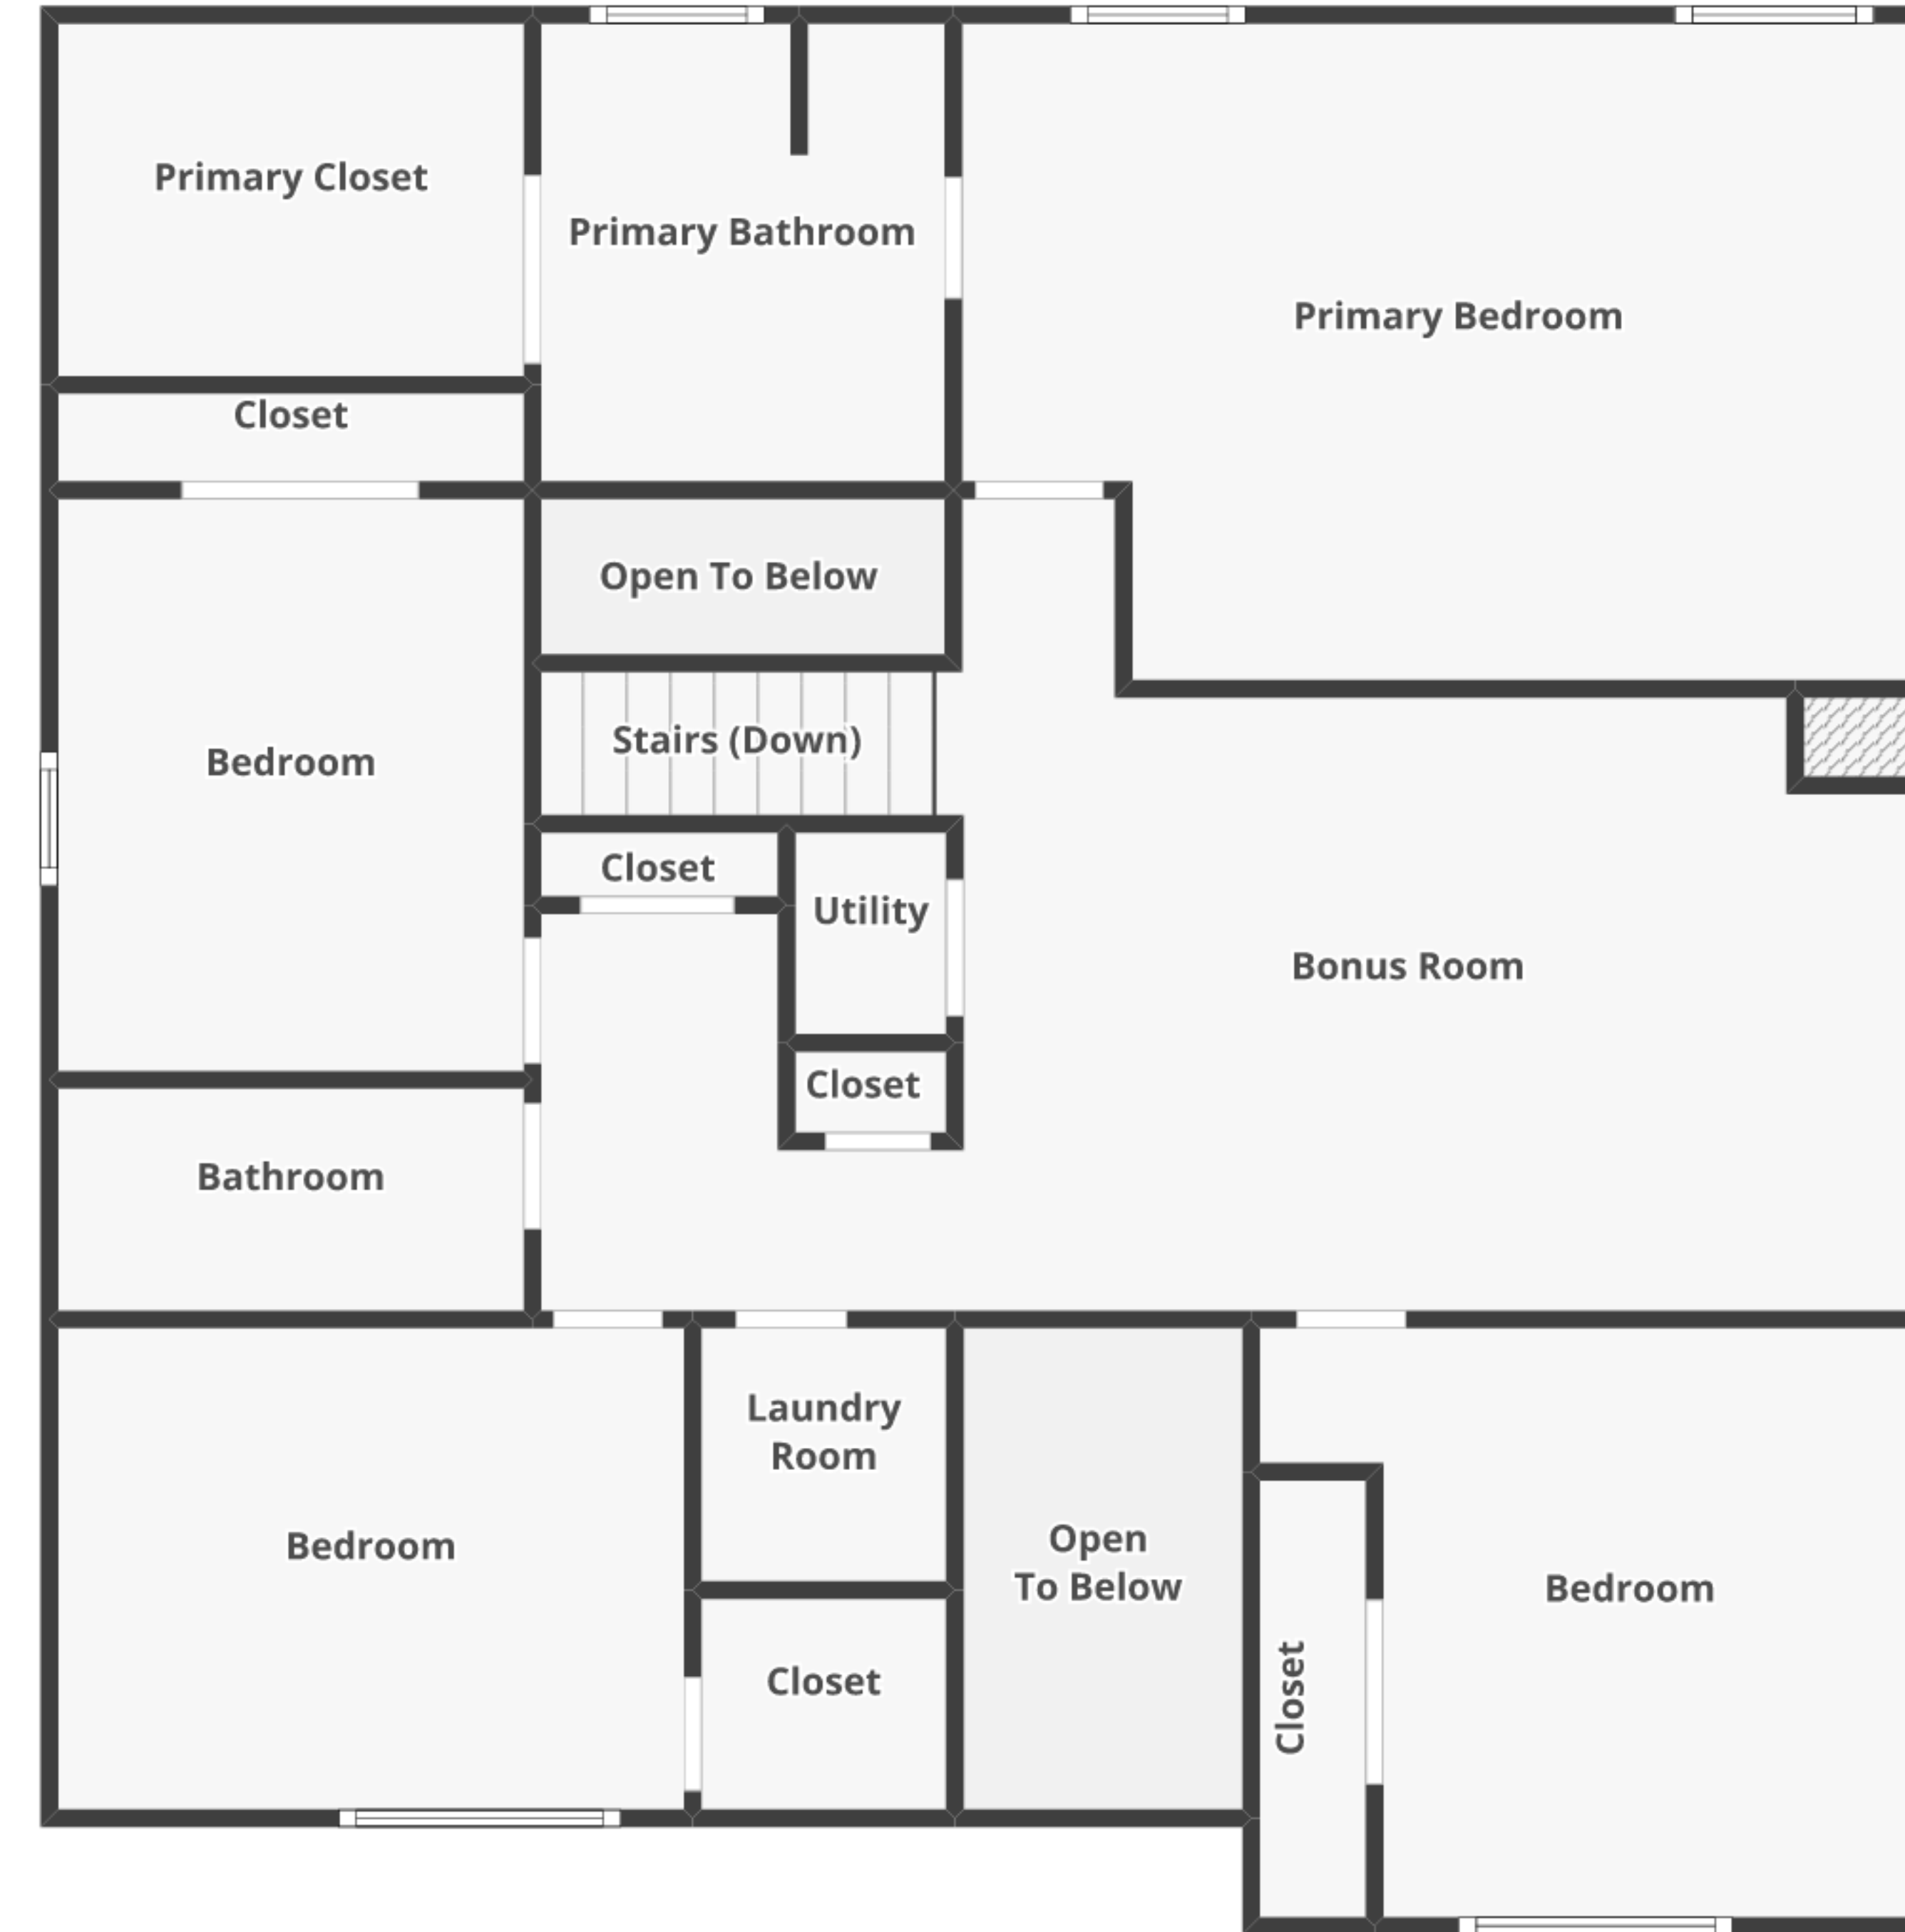 Primary Closet
Primary Bathroom
Primary Bedroom
Closet
Open To Below
Stairs (Down)
Bedroom
Closet
Utility
Bonus Room
Closet
Bathroom
Laundry
Room
Bedroom
Open
To Below
Bedroom
Closet
Closet